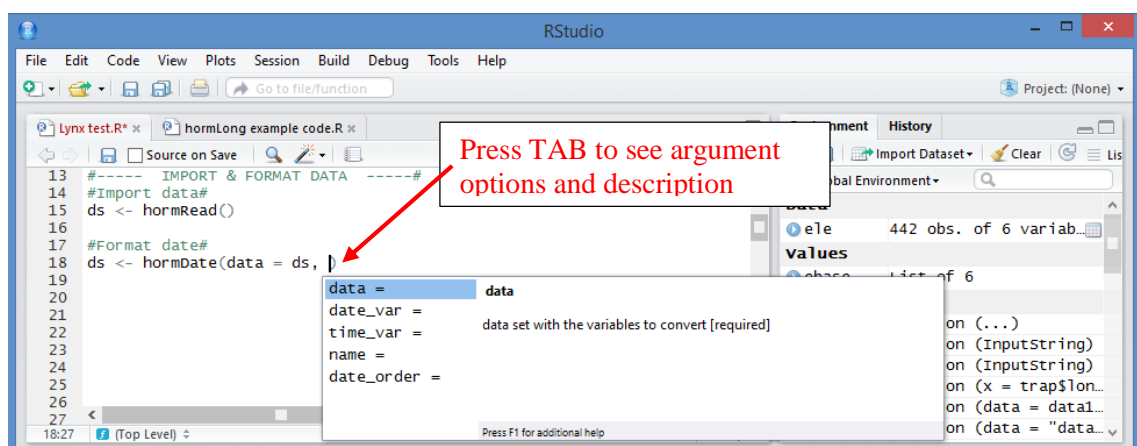 RStudio
File Edit Code View Plots Session Build Debug Tools Help
Go to file/function
Project: (None)
Lynx test.R*
hormLong example code.R
Source on Save
13 #----- IMPORT & FORMAT DATA -----#
14 #Import data#
15 ds <- hormRead()
16
17 #Format date#
18 ds <- hormDate(data = ds, )
19
20
21
22
23
24
25
26
27
18:27 (Top Level)
Press TAB to see argument
options and description
data =
date_var =
time_var =
name =
date_order =
data
data set with the variables to convert [required]
Press F1 for additional help
History
Import Dataset
Clear
Lis
ele 442 obs. of 6 variab…
Values
List of 6
on (...)
on (InputString)
on (InputString)
on (x = trap$lon…
on (data = data1…
on (data = "data…